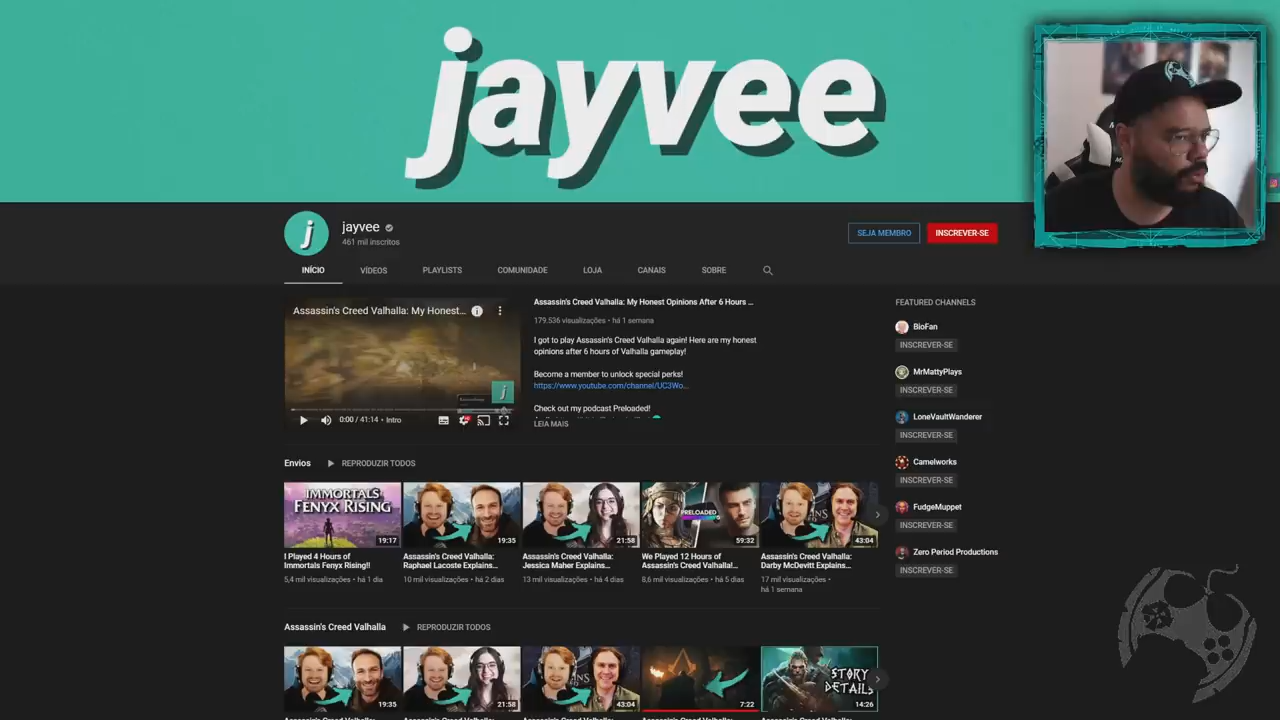 jayvee
j
jayvee
461 mil inscritos
SEJA MEMBRO
INSCREVER-SE
INÍCIO
VÍDEOS
PLAYLISTS
COMUNIDADE
LOJA
CANAIS
SOBRE
Assassin's Creed Valhalla: My Honest...
j
0:00 / 41:14 • Intro
Assassin's Creed Valhalla: My Honest Opinions After 6 Hours ...
179.536 visualizações • há 1 semana
I got to play Assassin's Creed Valhalla again! Here are my honest
opinions after 6 hours of Valhalla gameplay!
Become a member to unlock special perks!
https://www.youtube.com/channel/UC3Wo...
Check out my podcast Preloaded!
LEIA MAIS
FEATURED CHANNELS
BioFan
INSCREVER-SE
MrMattyPlays
INSCREVER-SE
LoneVaultWanderer
INSCREVER-SE
Camelworks
INSCREVER-SE
FudgeMuppet
INSCREVER-SE
Zero Period Productions
INSCREVER-SE
Envios
REPRODUZIR TODOS
IMMORTALS
FENYX RISING
19:17
19:35
21:58
PRELOADED
59:32
43:04
I Played 4 Hours of
Immortals Fenyx Rising!!
5,4 mil visualizações • há 1 dia
Assassin's Creed Valhalla:
Raphael Lacoste Explains...
10 mil visualizações • há 2 dias
Assassin's Creed Valhalla:
Jessica Maher Explains...
13 mil visualizações • há 4 dias
We Played 12 Hours of
Assassin's Creed Valhalla!...
8,6 mil visualizações • há 5 dias
Assassin's Creed Valhalla:
Darby McDevitt Explains...
17 mil visualizações •
há 1 semana
Assassin's Creed Valhalla
REPRODUZIR TODOS
19:35
21:58
43:04
7:22
STORY
DETAILS
14:26